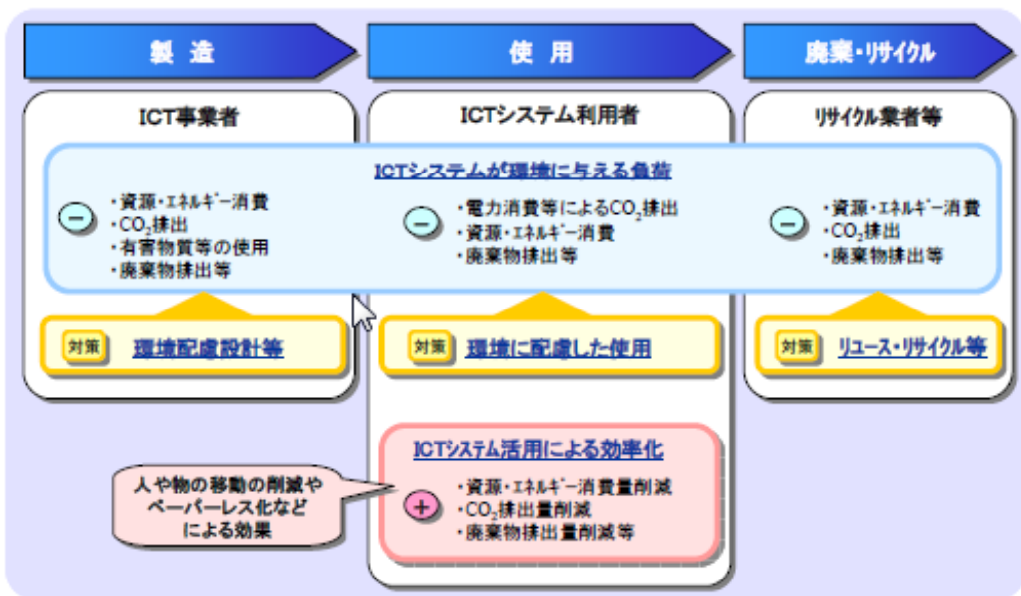 製 造
使 用
廃棄・リサイクル
ICT事業者
ICTシステム利用者
リサイクル業者等
ICTシステムが環境に与える負荷
・資源・エネルギー消費
・CO₂排出
・有害物質等の使用
・廃棄物排出等
・電力消費等によるCO₂排出
・資源・エネルギー消費
・廃棄物排出等
・資源・エネルギー消費
・CO₂排出
・廃棄物排出等
対策 環境配慮設計等
対策 環境に配慮した使用
対策 リユース・リサイクル等
ICTシステム活用による効率化
・資源・エネルギー消費量削減
・CO₂排出量削減
・廃棄物排出量削減等
人や物の移動の削減や
ペーパーレス化など
による効果